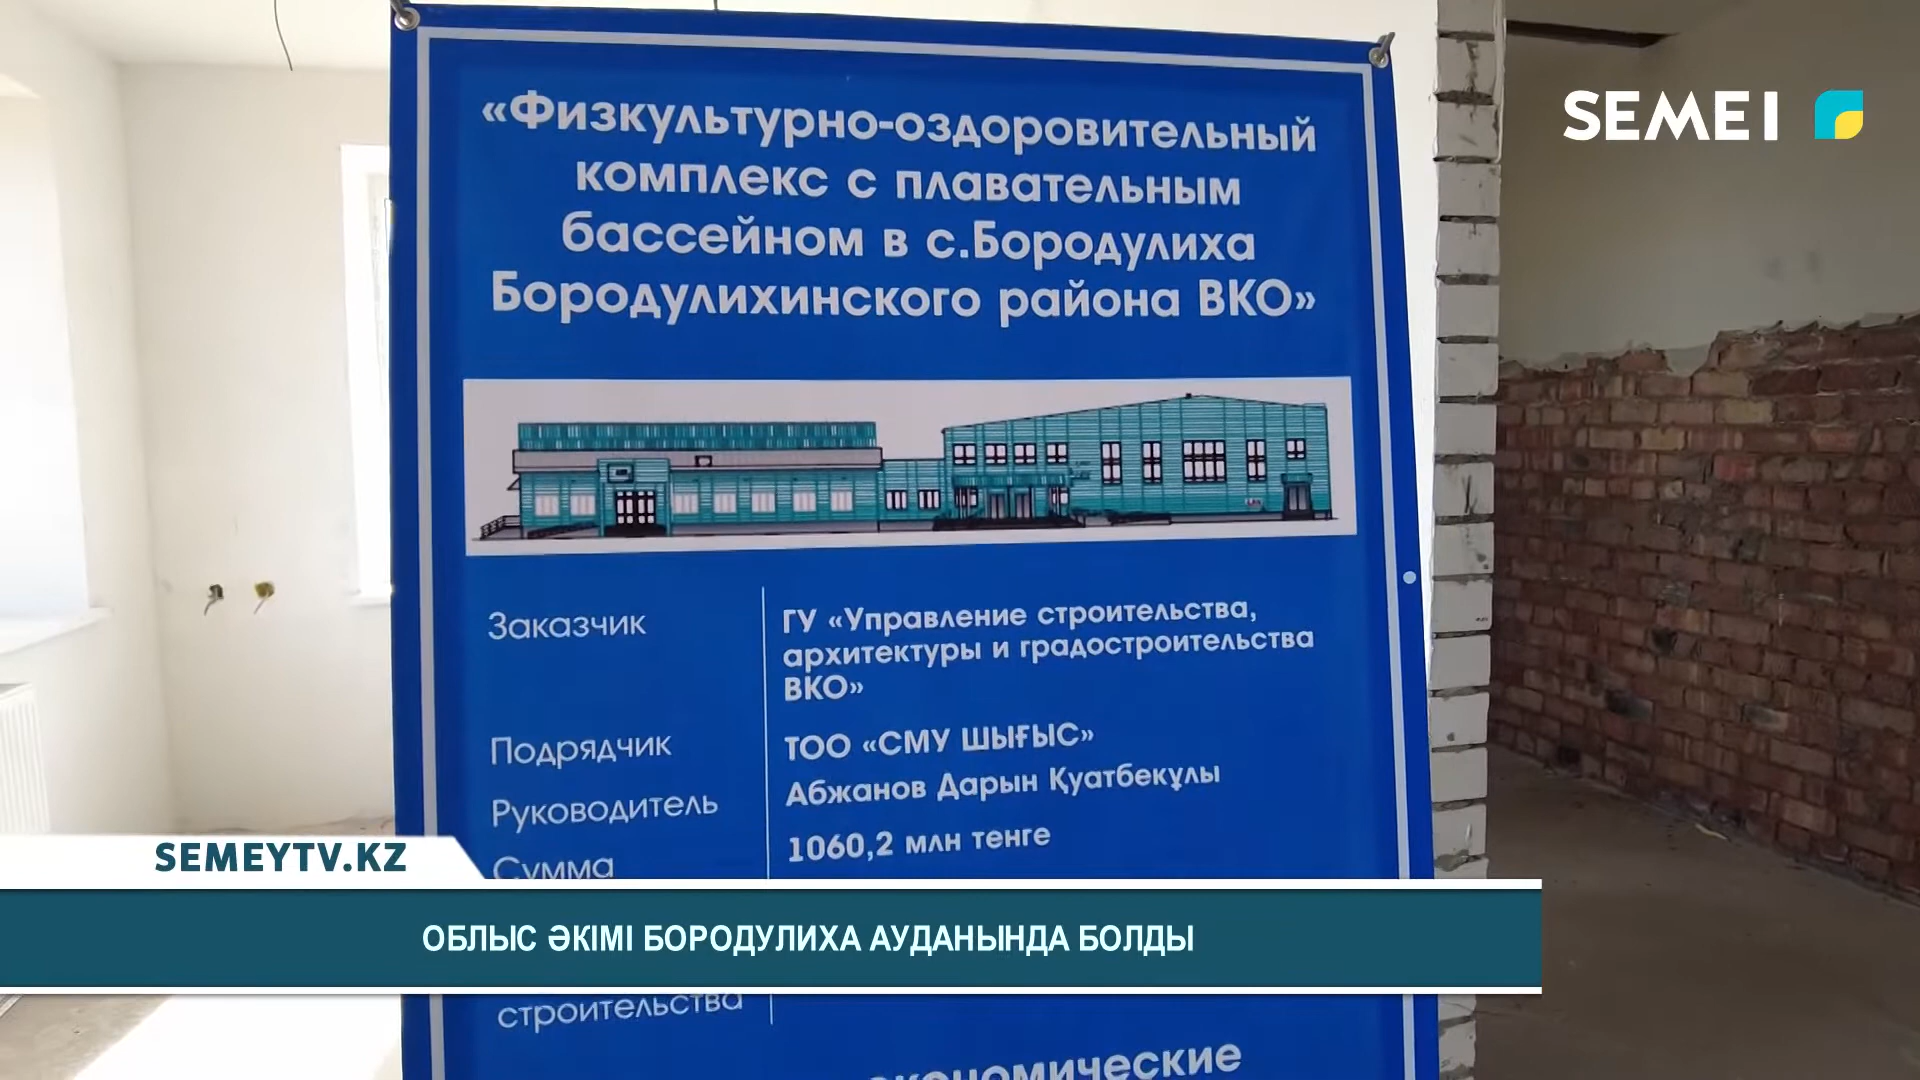 «Физкультурно-оздоровительный
комплекс с плавательным
бассейном в с.Бородулиха
Бородулихинского района ВКО»
SEMEI
Заказчик
ГУ «Управление строительства,
архитектуры и градостроительства
ВКО»
Подрядчик
ТОО «СМУ ШЫҒЫС»
Руководитель
Абжанов Дарын Қуатбекұлы
Сумма
1060,2 млн тенге
SEMEYTV.KZ
ОБЛЫС ӘКІМІ БОРОДУЛИХА АУДАНЫНДА БОЛДЫ
строительства